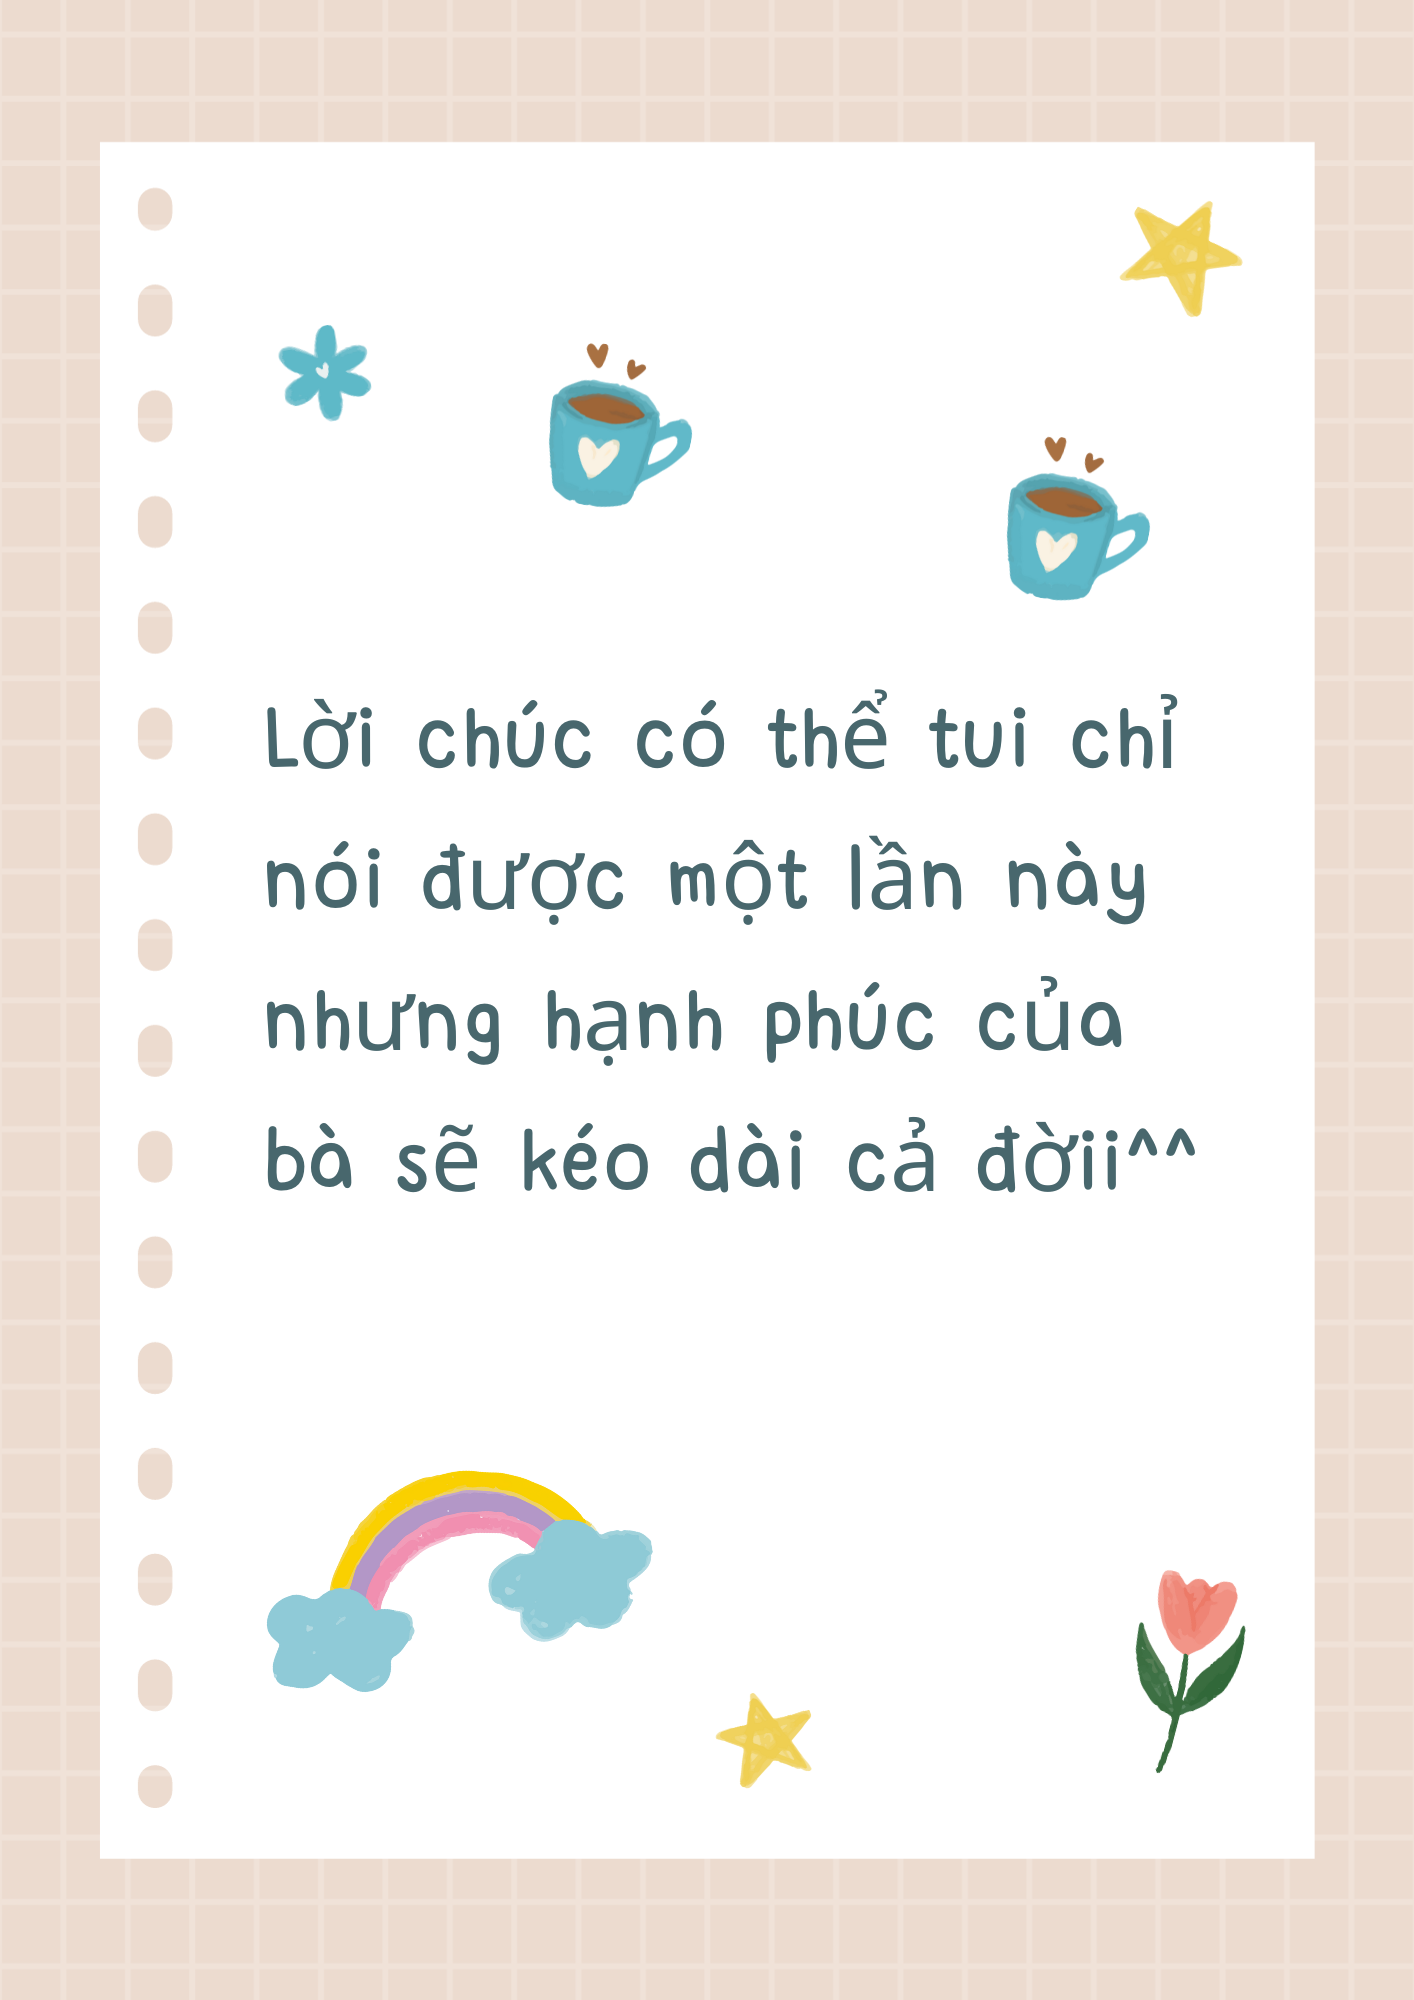 Lời chúc có thể tui chỉ
nói được một lần này
nhưng hạnh phúc của
bà sẽ kéo dài cả đờii^^